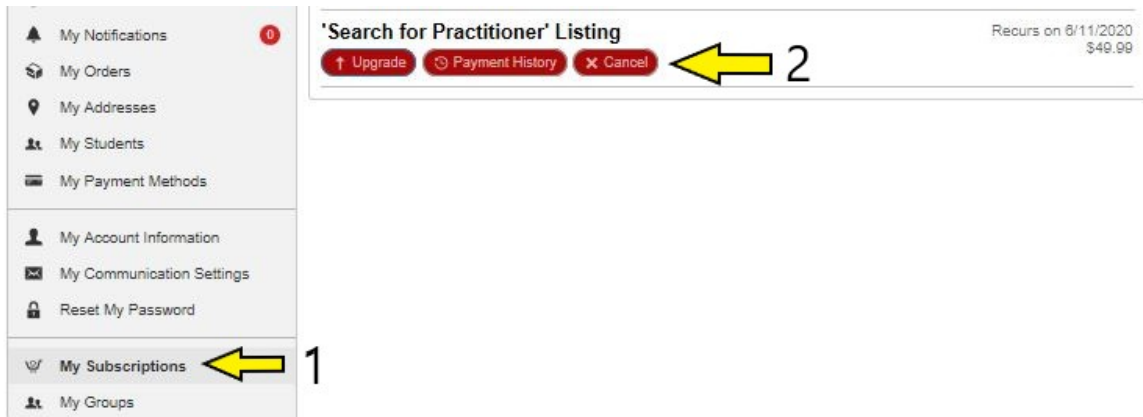 My Notifications 0
My Orders
My Addresses
My Students
My Payment Methods
My Account Information
My Communication Settings
Reset My Password
My Subscriptions 1
My Groups
'Search for Practitioner' Listing
Recurs on 6/11/2020
$49.99
Upgrade Payment History Cancel 2